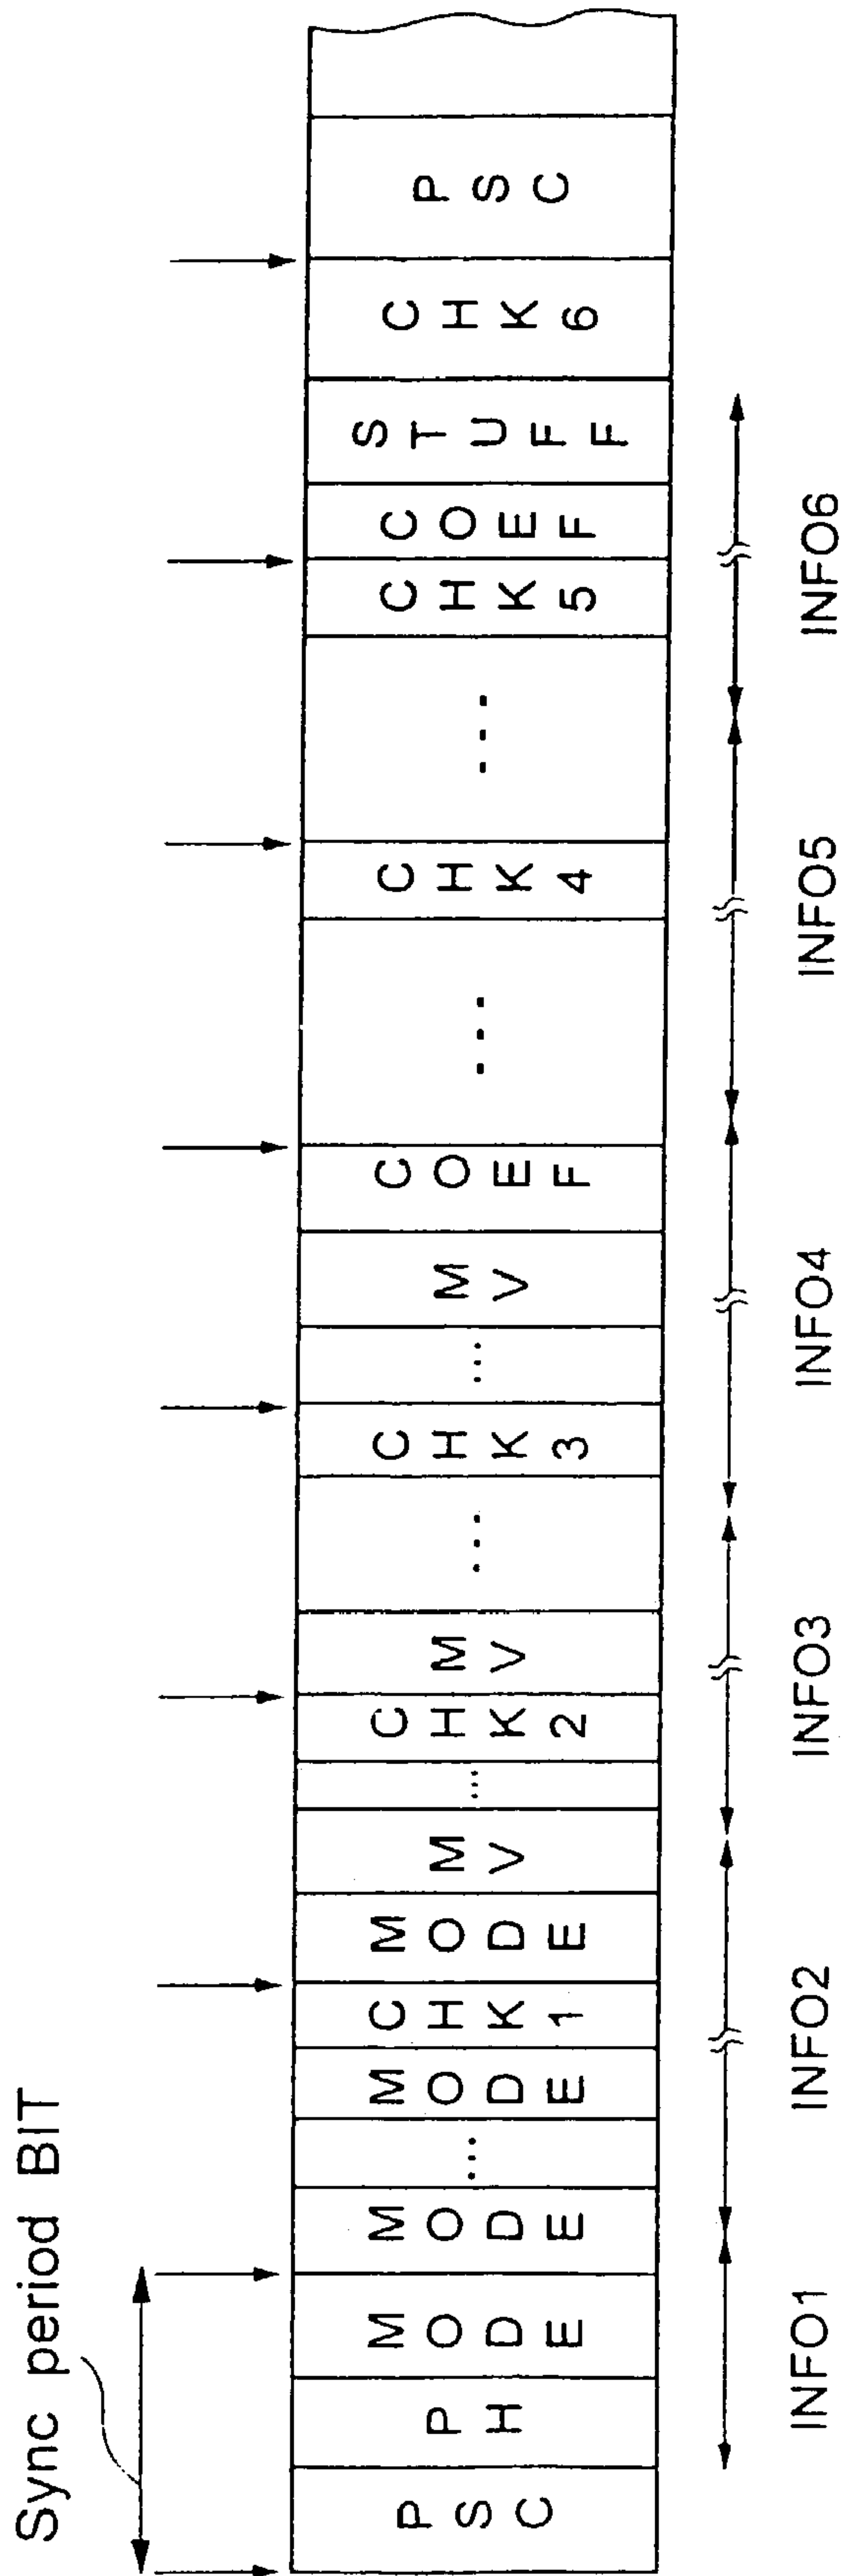 Sync period BIT
PSC
PH
MODE
MODE
...
MODE
CHK1
MODE
MV
...
CHK2
MV
...
CHK3
...
MV
COEF
...
CHK4
...
CHK5
COEF
STUFF
CHK6
PSC
INFO1
INFO2
INFO3
INFO4
INFO5
INFO6